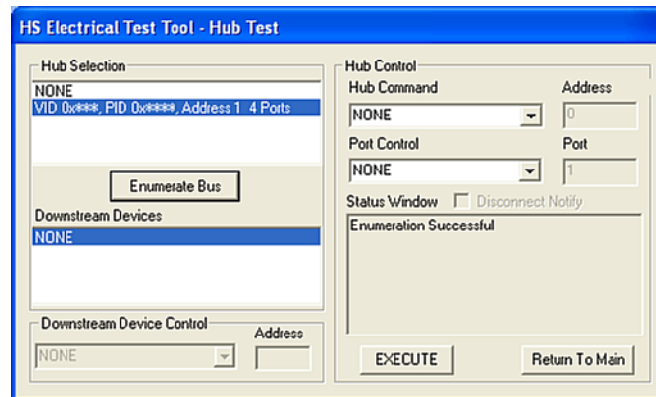 HS Electrical Test Tool - Hub Test
Hub Selection
NONE
VID 0x***, PID 0x****, Address 1 4 Ports
Enumerate Bus
Downstream Devices
NONE
Downstream Device Control
Address
NONE
Hub Control
Hub Command
Address
NONE
0
Port Control
Port
NONE
1
Status Window
Disconnect Notify
Enumeration Successful
EXECUTE
Return To Main